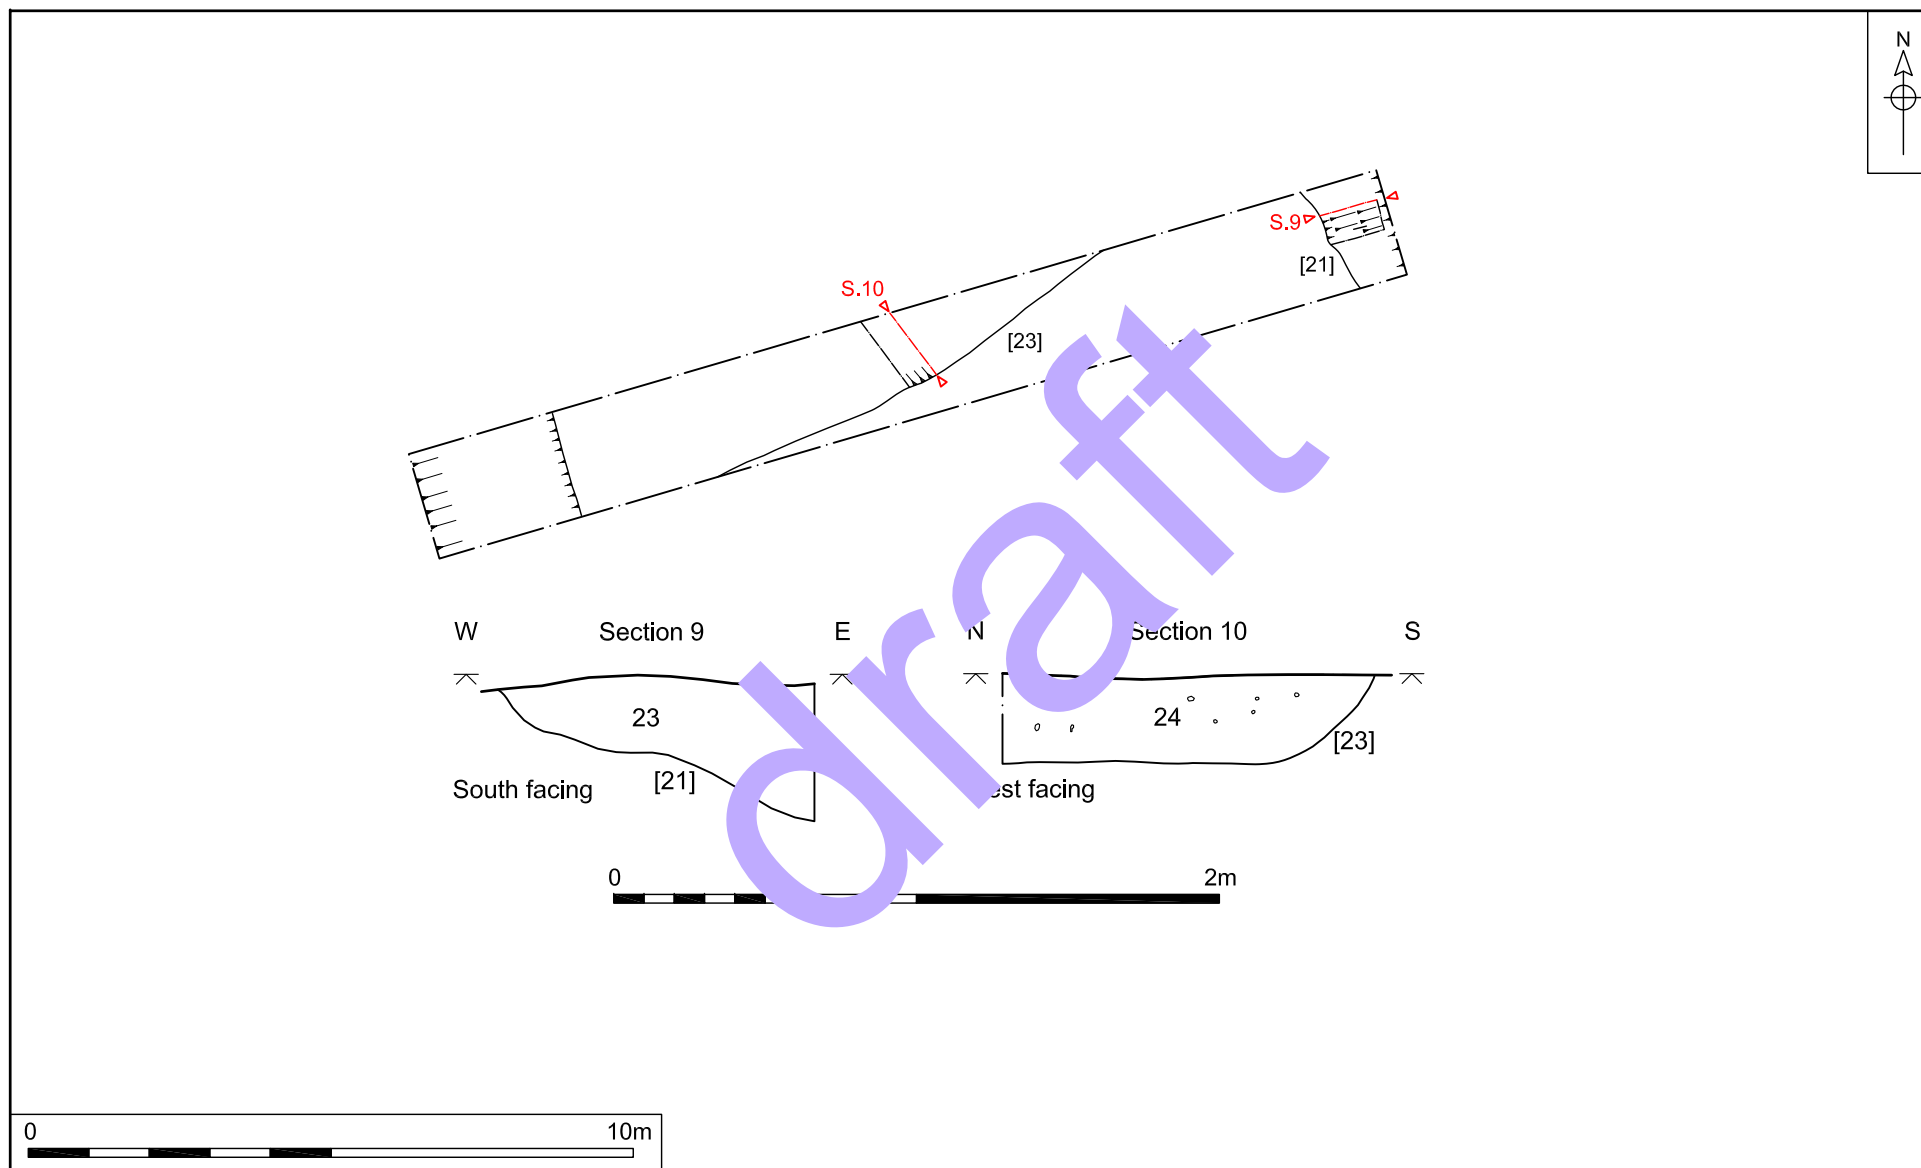 N
S.9
[21]
S.10
[23]
W Section 9 E
N Section 10 S
23
24
[23]
[21]
South facing
est facing
0 2m
0 10m
draft